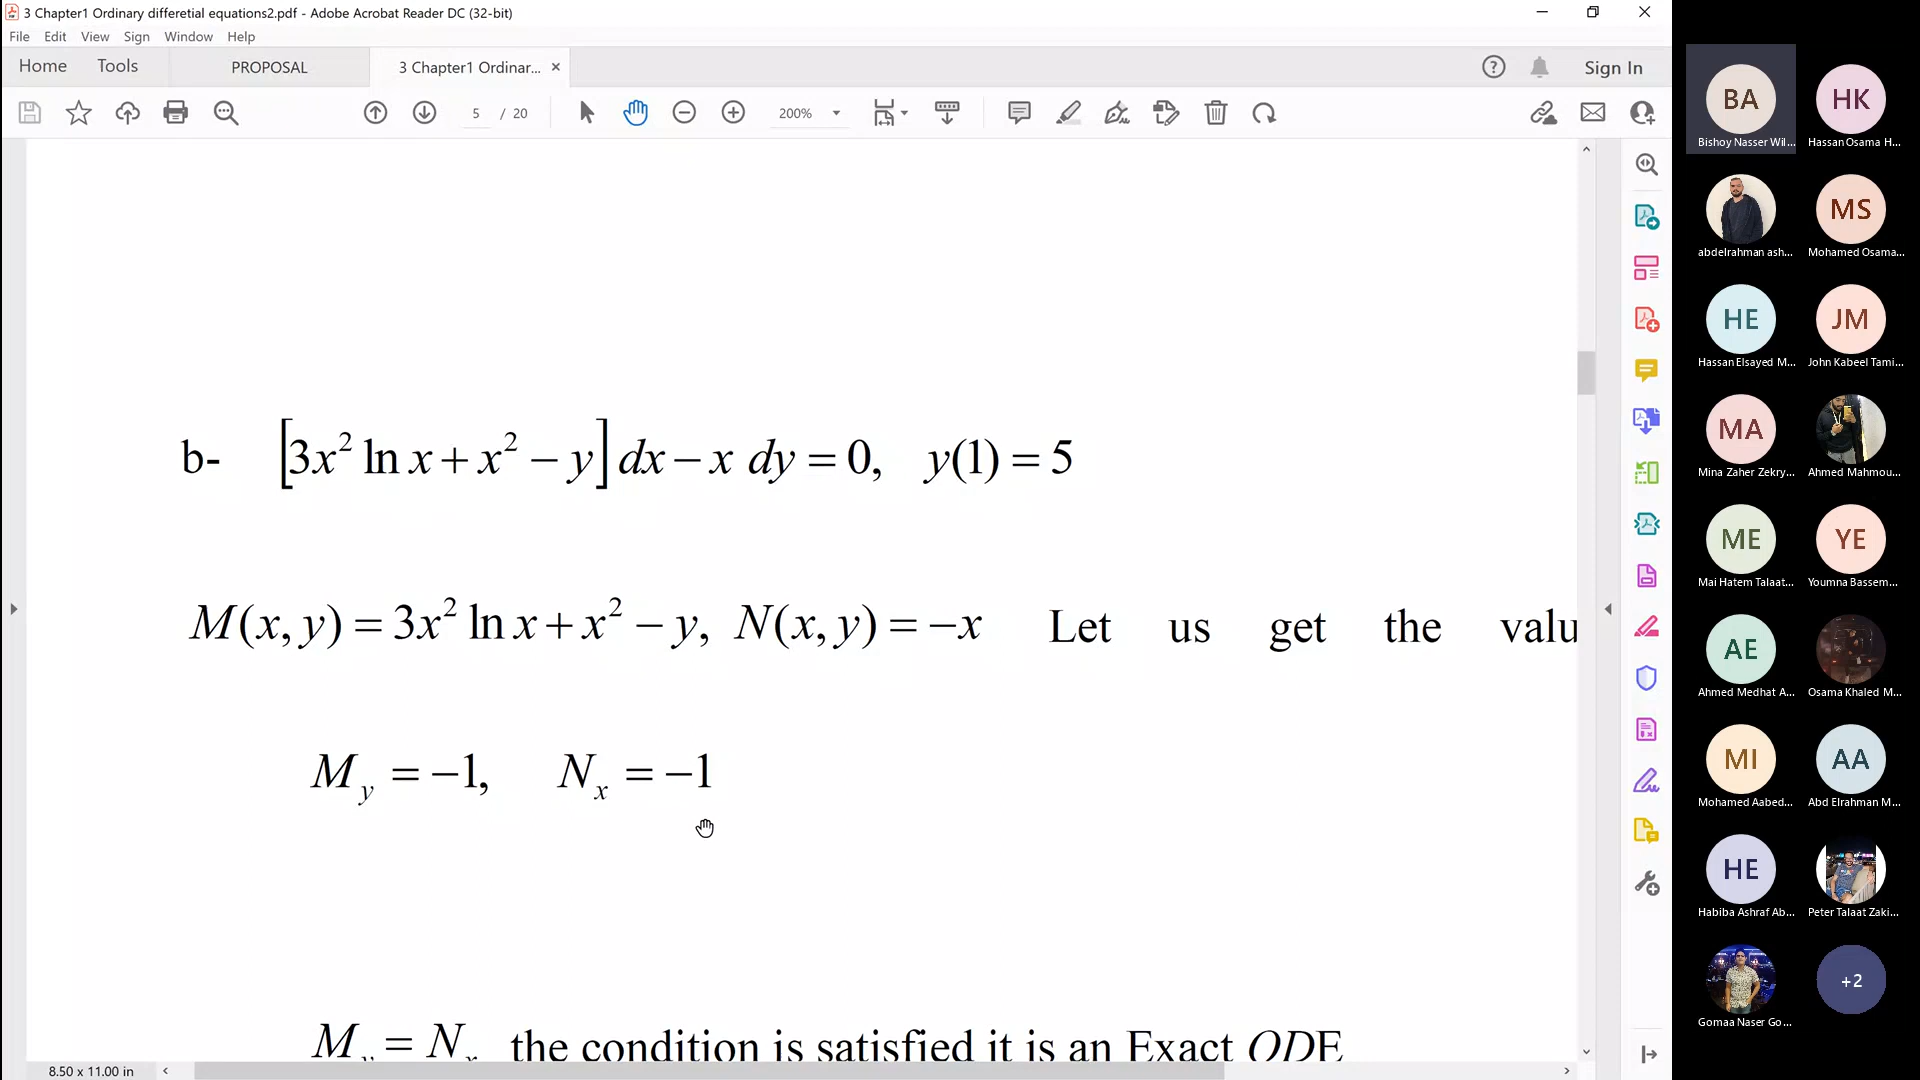 3 Chapter1 Ordinary differetial equations2.pdf - Adobe Acrobat Reader DC (32-bit)
File Edit View Sign Window Help
Home Tools PROPOSAL 3 Chapter1 Ordinar... × Sign In
5 / 20 200%
b- [3x² ln x + x² − y] dx − x dy = 0, y(1) = 5
M(x, y) = 3x² ln x + x² − y, N(x, y) = −x Let us get the valu
M_y = −1, N_x = −1
M_y = N_x the condition is satisfied it is an Exact ODE
8.50 x 11.00 in
BA HK
Bishoy Nasser Wil... Hassan Osama H...
MS
abdelrahman ash... Mohamed Osama...
HE JM
Hassan Elsayed M... John Kabeel Tami...
MA
Mina Zaher Zekry... Ahmed Mahmou...
ME YE
Mai Hatem Talaat... Youmna Bassem...
AE
Ahmed Medhat A... Osama Khaled M...
MI AA
Mohamed Aabed... Abd Elrahman M...
HE
Habiba Ashraf Ab... Peter Talaat Zaki...
+2
Gomaa Naser Go...